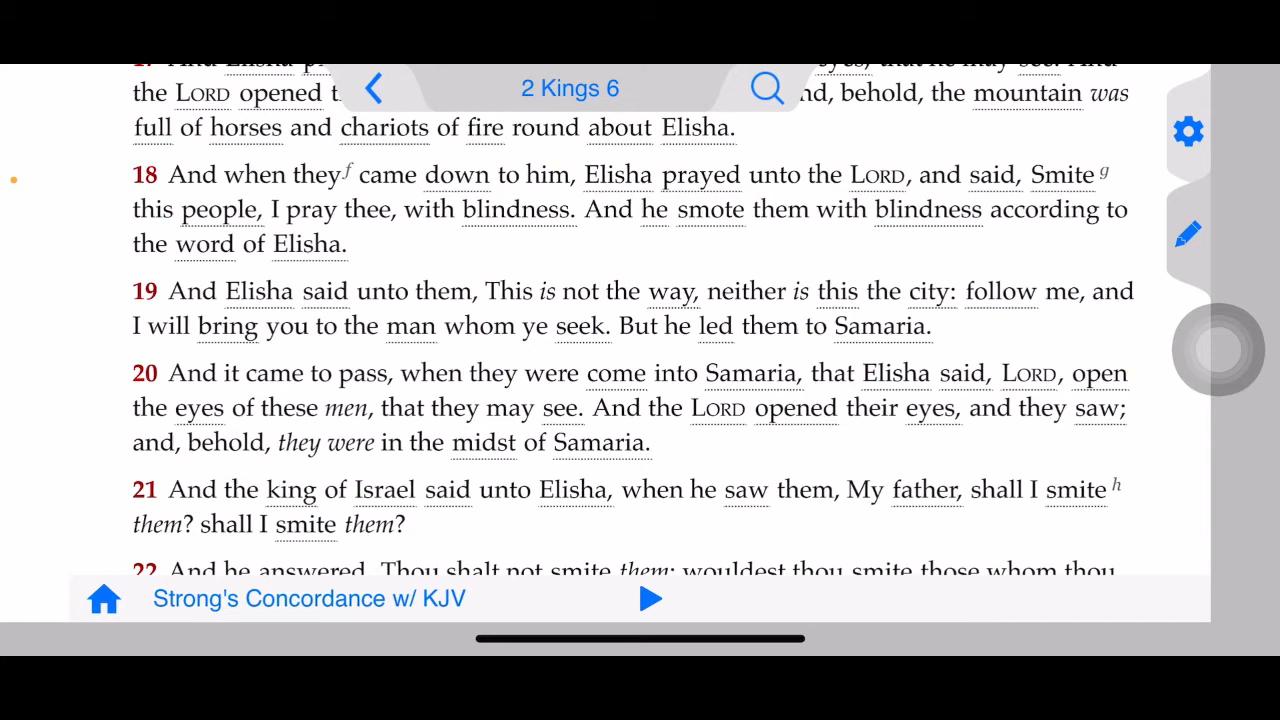 2 Kings 6
the LORD opened nd, behold, the mountain was
full of horses and chariots of fire round about Elisha.
18 And when they f came down to him, Elisha prayed unto the LORD, and said, Smite g
this people, I pray thee, with blindness. And he smote them with blindness according to
the word of Elisha.
19 And Elisha said unto them, This is not the way, neither is this the city: follow me, and
I will bring you to the man whom ye seek. But he led them to Samaria.
20 And it came to pass, when they were come into Samaria, that Elisha said, LORD, open
the eyes of these men, that they may see. And the LORD opened their eyes, and they saw;
and, behold, they were in the midst of Samaria.
21 And the king of Israel said unto Elisha, when he saw them, My father, shall I smite h
them? shall I smite them?
22 And he answered, Thou shalt not smite them: wouldest thou smite those whom thou
Strong's Concordance w/ KJV